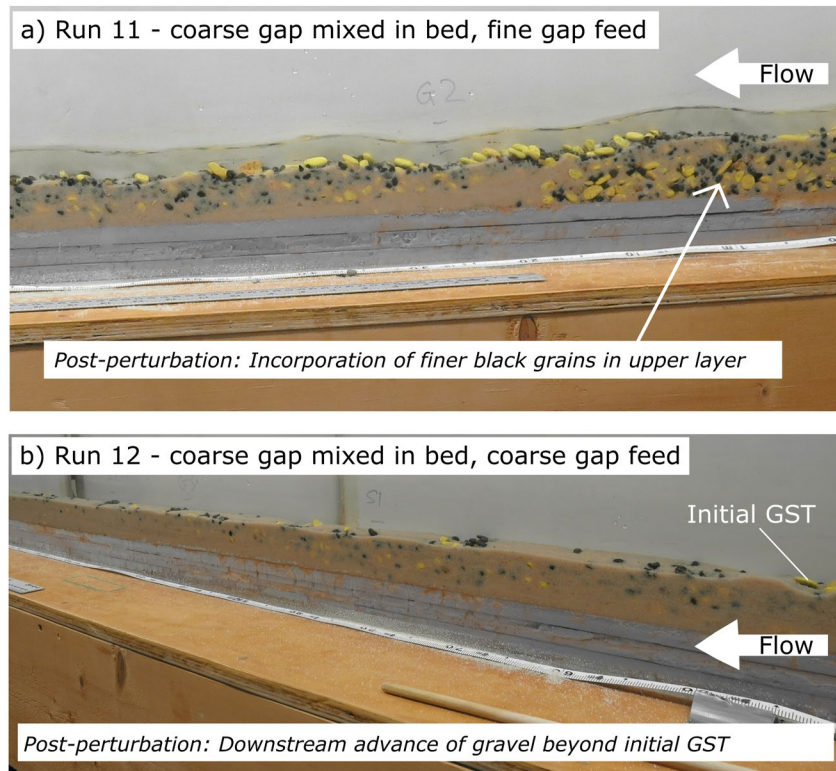 a) Run 11 - coarse gap mixed in bed, fine gap feed
Flow
G2
Post-perturbation: Incorporation of finer black grains in upper layer
b) Run 12 - coarse gap mixed in bed, coarse gap feed
S1
Initial GST
Flow
Post-perturbation: Downstream advance of gravel beyond initial GST